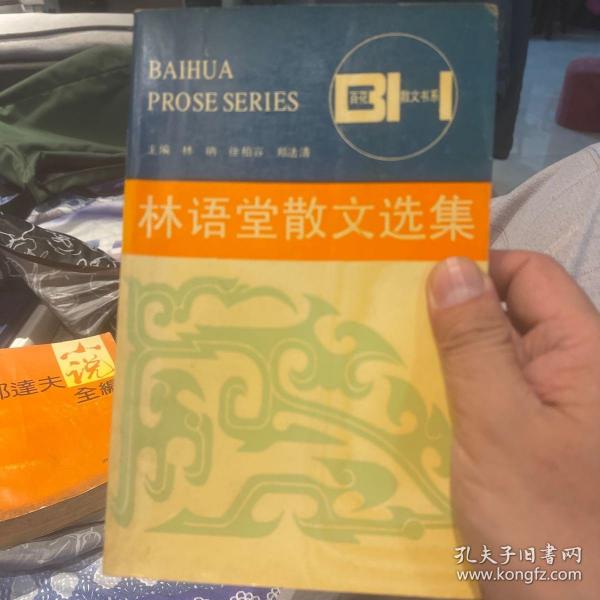 BAIHUA
PROSE SERIES
BH
百花
散文书系
主编 林呐 徐柏容 郑法清
林语堂散文选集
郁達夫
小说
全編
孔夫子旧书网
www.kongfz.com